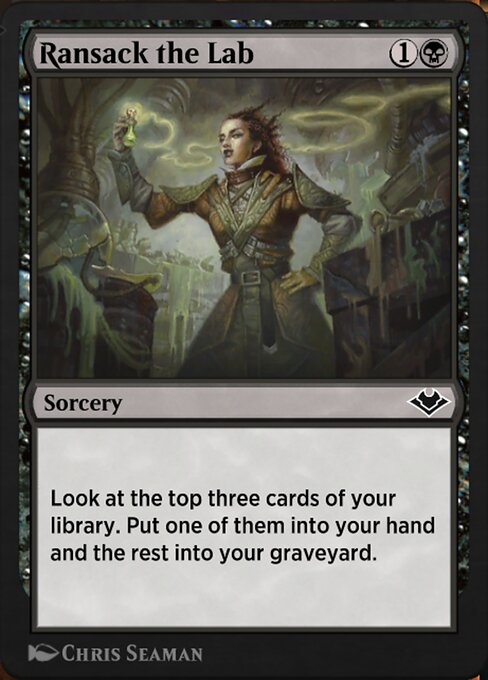 Ransack the Lab 1
Sorcery
Look at the top three cards of your
library. Put one of them into your hand
and the rest into your graveyard.
Chris Seaman